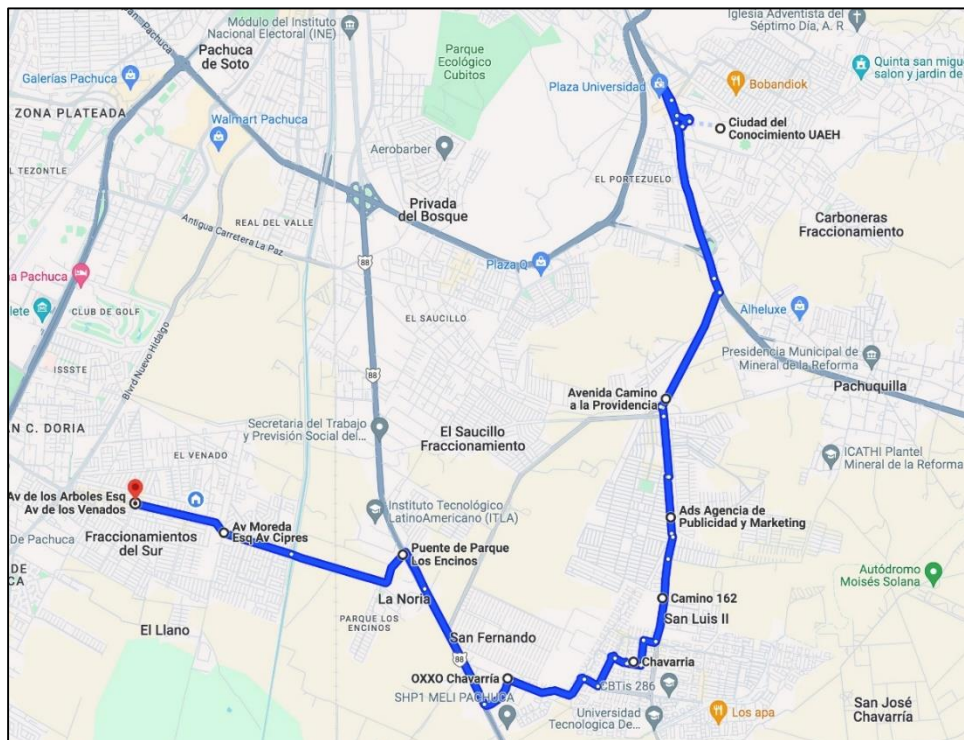 Módulo del Instituto
Nacional Electoral (INE)
Iglesia Adventista del
Séptimo Día, A. R
Pachuca
de Soto
Parque
Ecológico
Cubitos
Quinta san migue
salon y jardin de
Galerías Pachuca
Plaza Universidad
Bobandiok
ZONA PLATEADA
Walmart Pachuca
Ciudad del
Conocimiento UAEH
Aerobarber
EL TEZONTLE
EL PORTEZUELO
Privada
del Bosque
REAL DEL VALLE
Carboneras
Fraccionamiento
Antigua Carretera La Paz
Plaza Q
88
na Pachuca
lete
CLUB DE GOLF
EL SAUCILLO
Alheluxe
Blvrd Nuevo Hidalgo
ISSSTE
Presidencia Municipal de
Mineral de la Reforma
88
Pachuquilla
Avenida Camino
a la Providencia
AN C. DORIA
Secretaria del Trabajo
y Previsión Social del...
El Saucillo
Fraccionamiento
EL VENADO
ICATHI Plantel
Mineral de la Reforma
Av de los Arboles Esq
Av de los Venados
Instituto Tecnológico
LatinoAmericano (ITLA)
Ads Agencia de
Publicidad y Marketing
De Pachuca
Fraccionamientos
del Sur
Av Moreda
Esq Av Cipres
Puente de Parque
Los Encinos
Autódromo
Moisés Solana
La Noria
Camino 162
San Luis II
PARQUE LOS
ENCINOS
El Llano
San Fernando
88
Chavarria
OXXO Chavarría
CBTis 286
SHP1 MELI PACHUCA
Universidad
Tecnologica De...
Los apa
San José
Chavarría